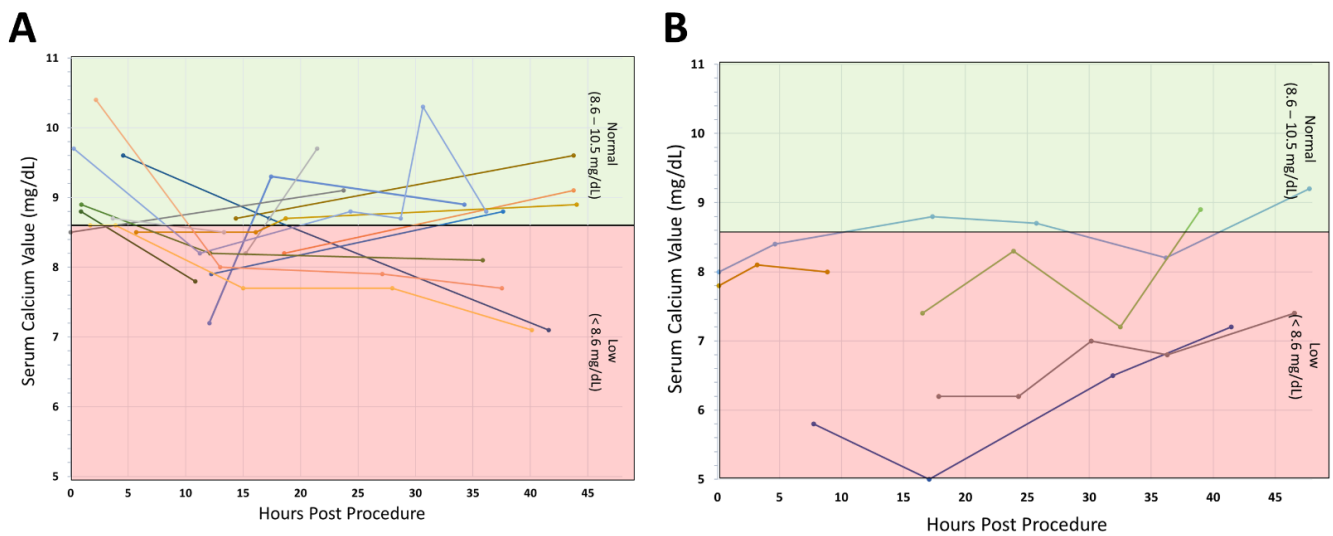 A
Serum Calcium Value (mg/dL)
11
10
9
8
7
6
5
0 5 10 15 20 25 30 35 40 45
Hours Post Procedure
Normal
(8.6 – 10.5 mg/dL)
Low
(< 8.6 mg/dL)
B
Serum Calcium Value (mg/dL)
11
10
9
8
7
6
5
0 5 10 15 20 25 30 35 40 45
Hours Post Procedure
Normal
(8.6 – 10.5 mg/dL)
Low
(< 8.6 mg/dL)